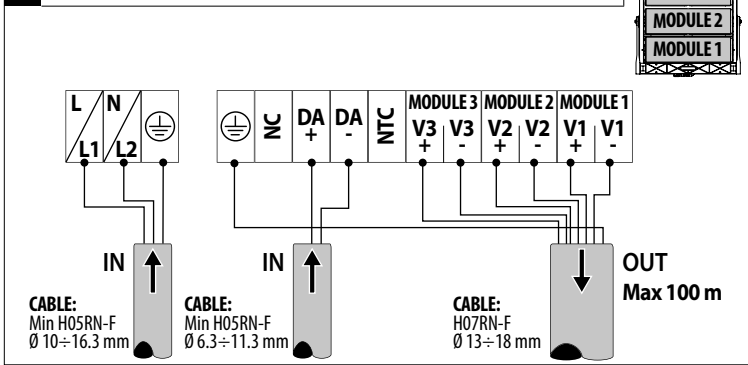 MODULE 2
MODULE 1
L N
L1 L2
NC DA + DA - NTC
MODULE 3 MODULE 2 MODULE 1
V3 + V3 - V2 + V2 - V1 + V1 -
IN
IN
OUT
Max 100 m
CABLE:
Min H05RN-F
Ø 10÷16.3 mm
CABLE:
Min H05RN-F
Ø 6.3÷11.3 mm
CABLE:
H07RN-F
Ø 13÷18 mm